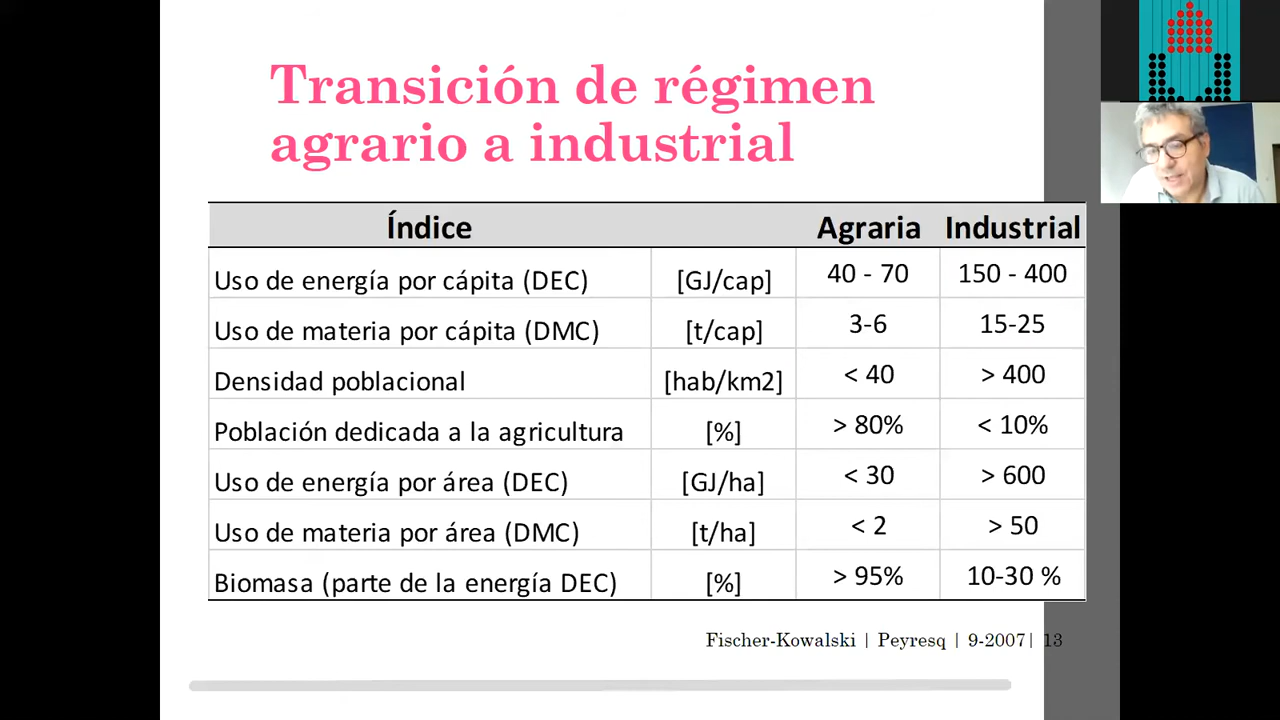 Transición de régimen
agrario a industrial
Índice Agraria Industrial
Uso de energía por cápita (DEC) [GJ/cap] 40 - 70 150 - 400
Uso de materia por cápita (DMC) [t/cap] 3-6 15-25
Densidad poblacional [hab/km2] < 40 > 400
Población dedicada a la agricultura [%] > 80% < 10%
Uso de energía por área (DEC) [GJ/ha] < 30 > 600
Uso de materia por área (DMC) [t/ha] < 2 > 50
Biomasa (parte de la energía DEC) [%] > 95% 10-30 %
Fischer-Kowalski | Peyresq | 9-2007| 13